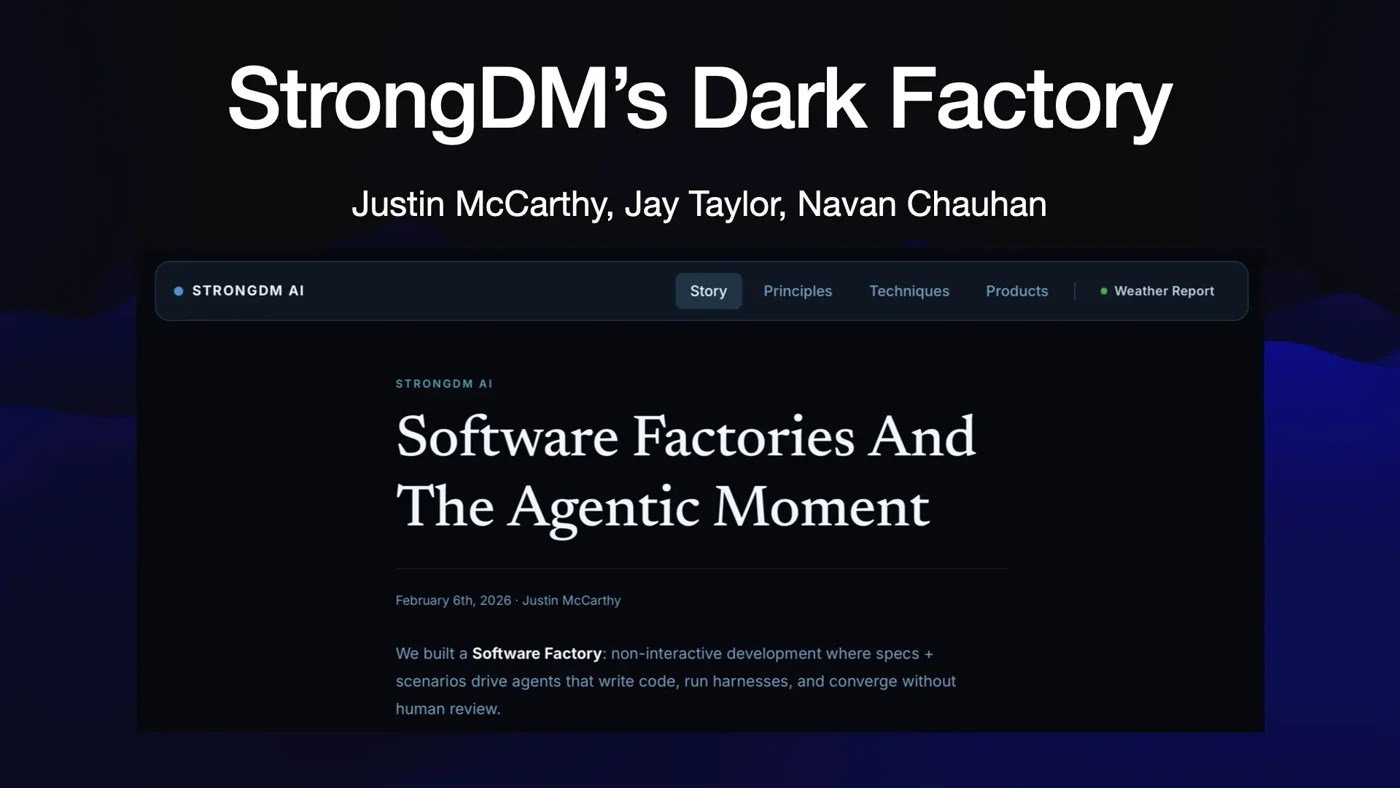 StrongDM’s Dark Factory
Justin McCarthy, Jay Taylor, Navan Chauhan
STRONGDM AI
Story
Principles
Techniques
Products
Weather Report
STRONGDM AI
Software Factories And
The Agentic Moment
February 6th, 2026 · Justin McCarthy
We built a Software Factory: non-interactive development where specs +
scenarios drive agents that write code, run harnesses, and converge without
human review.